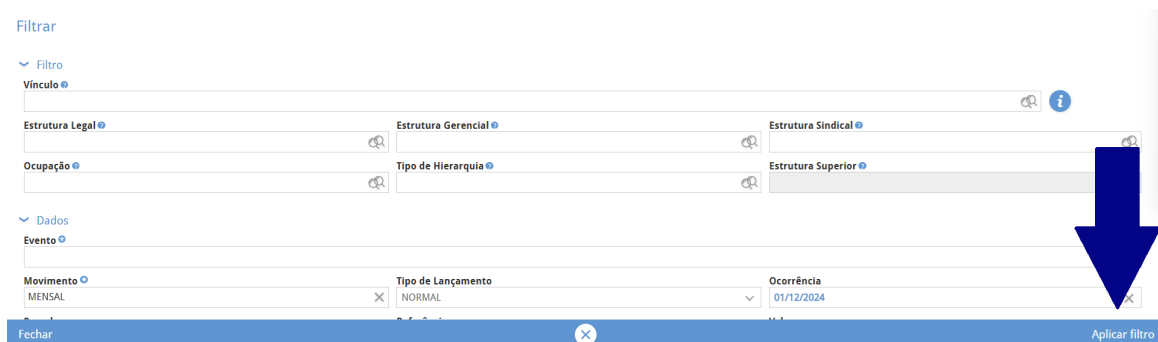 Filtrar
Filtro
Vínculo
Estrutura Legal Estrutura Gerencial Estrutura Sindical
Ocupação Tipo de Hierarquia Estrutura Superior
Dados
Evento
Movimento Tipo de Lançamento Ocorrência
MENSAL NORMAL 01/12/2024
Fechar Aplicar filtro